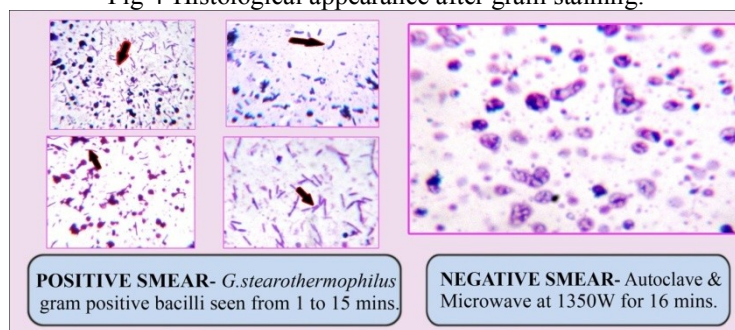 Fig 4-Histological appearance after gram staining.
POSITIVE SMEAR- G.stearothermophilus
gram positive bacilli seen from 1 to 15 mins.
NEGATIVE SMEAR- Autoclave &
Microwave at 1350W for 16 mins.